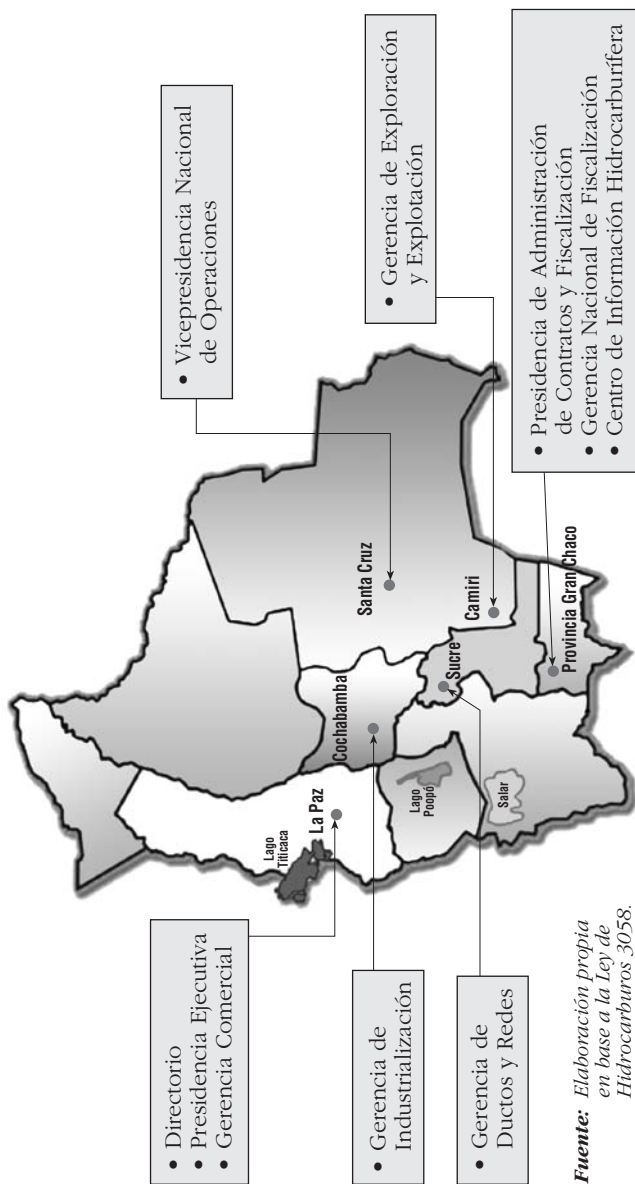 • Directorio
• Presidencia Ejecutiva
• Gerencia Comercial
• Gerencia de
Industrialización
• Gerencia de
Ductos y Redes
Fuente: Elaboración propia
en base a la Ley de
Hidrocarburos 3058.
Lago
Titicaca
La Paz
Cochabamba
Lago
Poopó
Salar
Sucre
Santa Cruz
Camiri
Provincia Gran Chaco
• Vicepresidencia Nacional
de Operaciones
• Gerencia de Exploración
y Explotación
• Presidencia de Administración
de Contratos y Fiscalización
• Gerencia Nacional de Fiscalización
• Centro de Información Hidrocarburífera